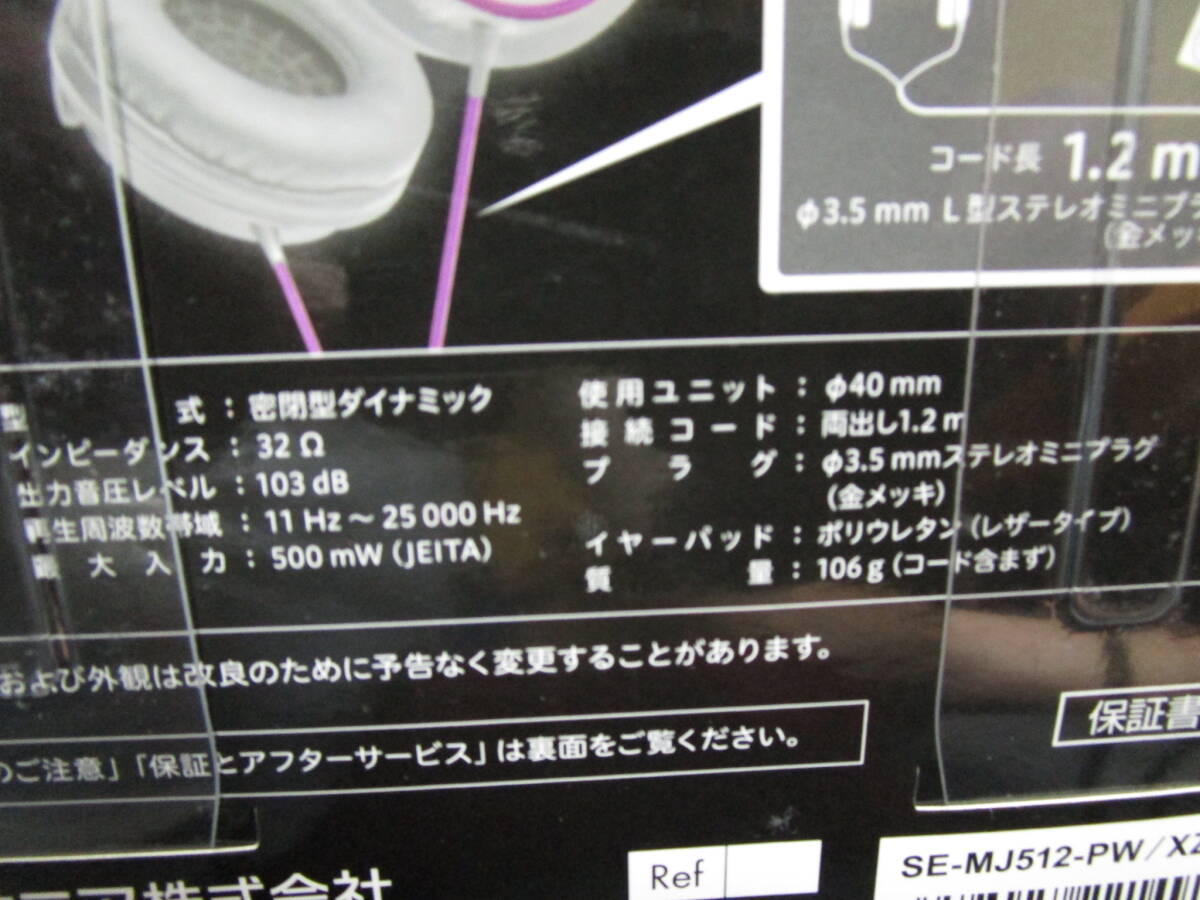 コード長 1.2 m
φ3.5 mm L型ステレオミニプラ
(金メッキ
型 式：密閉型ダイナミック
インピーダンス：32 Ω
出力音圧レベル：103 dB
再生周波数帯域：11 Hz～25 000 Hz
最大入力：500 mW (JEITA)
使用ユニット：φ40 mm
接続コード：両出し1.2 m
プラグ：φ3.5 mmステレオミニプラグ
(金メッキ)
イヤーパッド：ポリウレタン (レザータイプ)
質量：106 g (コード含まず)
および外観は改良のために予告なく変更することがあります。
のご注意」「保証とアフターサービス」は裏面をご覧ください。
保証書
株式会社
Ref
SE-MJ512-PW/XZ